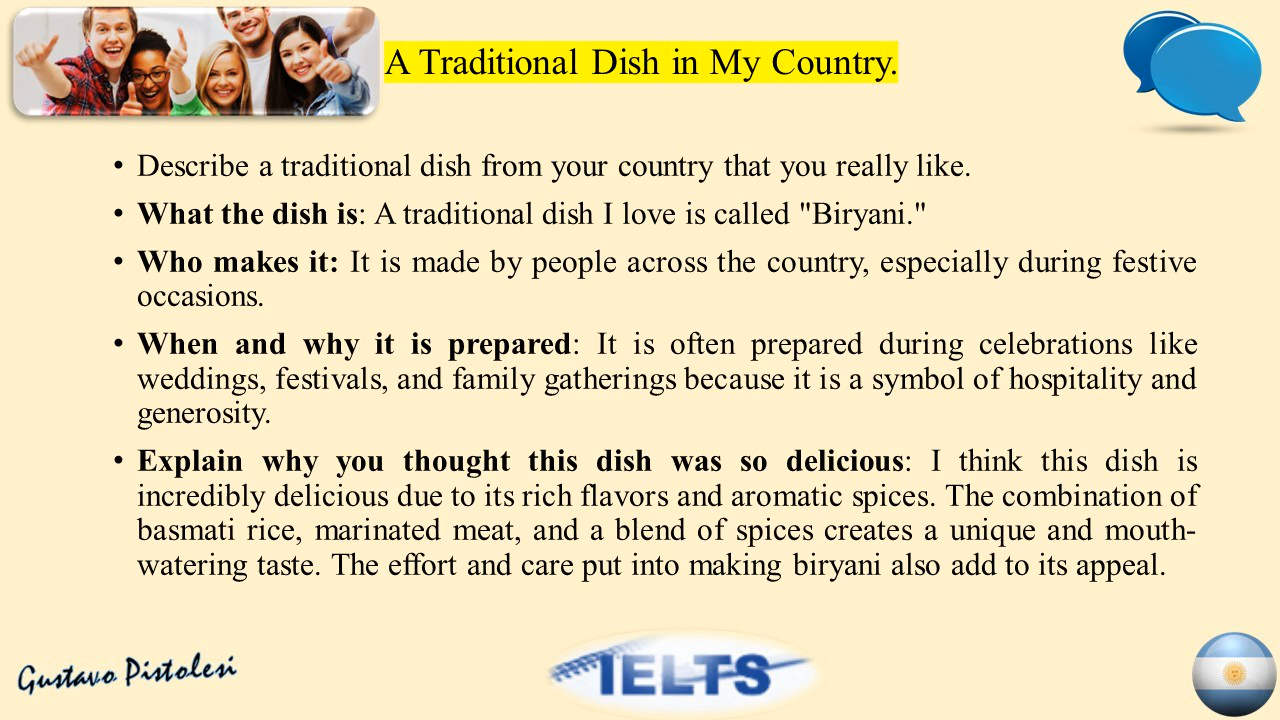 A Traditional Dish in My Country.
• Describe a traditional dish from your country that you really like.
• What the dish is: A traditional dish I love is called "Biryani."
• Who makes it: It is made by people across the country, especially during festive
occasions.
• When and why it is prepared: It is often prepared during celebrations like
weddings, festivals, and family gatherings because it is a symbol of hospitality and
generosity.
• Explain why you thought this dish was so delicious: I think this dish is
incredibly delicious due to its rich flavors and aromatic spices. The combination of
basmati rice, marinated meat, and a blend of spices creates a unique and mouth-
watering taste. The effort and care put into making biryani also add to its appeal.
Gustavo Pistolesi
IELTS